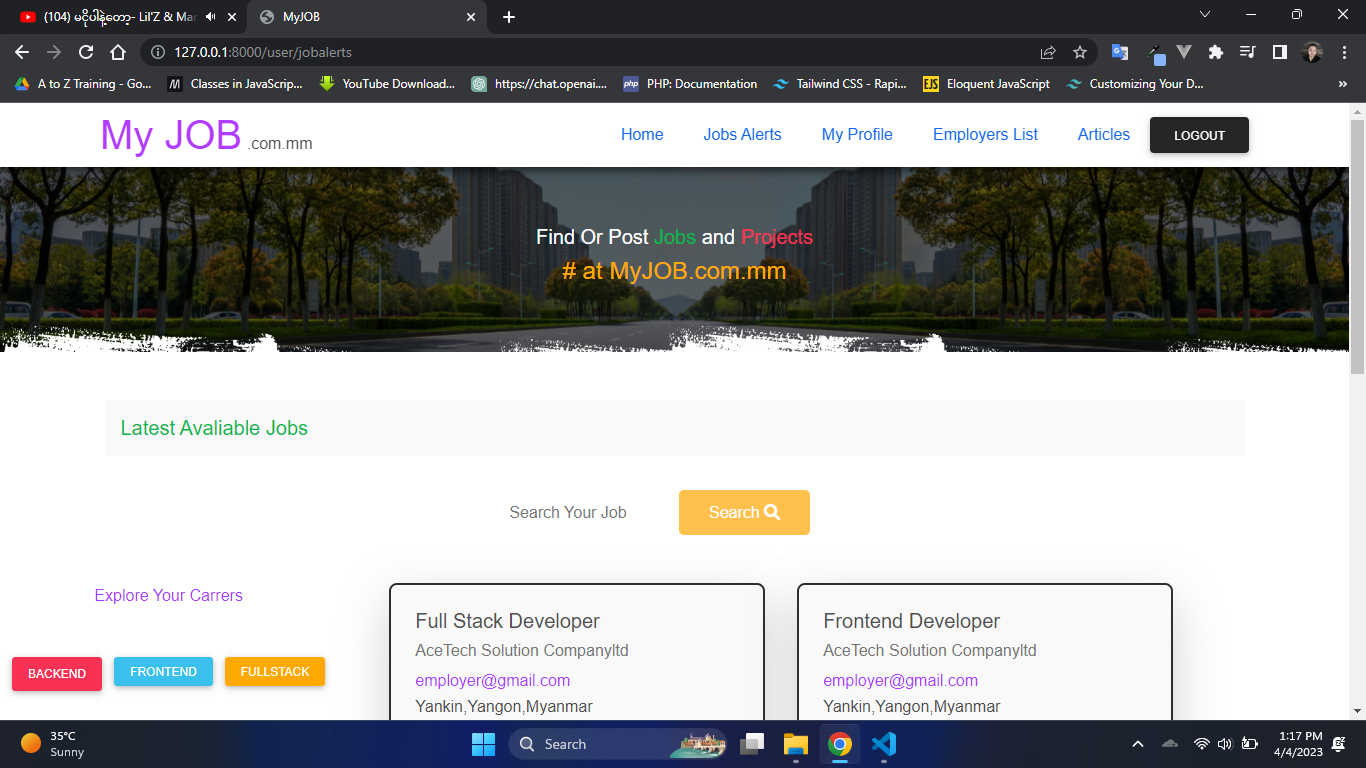 (104) မငိုပါနဲ့တော့- Lil'Z & Mar
MyJOB
127.0.0.1:8000/user/jobalerts
A to Z Training - Go...
Classes in JavaScrip...
YouTube Download...
https://chat.openai....
php
PHP: Documentation
Tailwind CSS - Rapi...
EJS
Eloquent JavaScript
Customizing Your D...
My JOB .com.mm
Home
Jobs Alerts
My Profile
Employers List
Articles
LOGOUT
Find Or Post Jobs and Projects
# at MyJOB.com.mm
Latest Avaliable Jobs
Search Your Job
Search
Explore Your Carrers
BACKEND
FRONTEND
FULLSTACK
Full Stack Developer
AceTech Solution Companyltd
employer@gmail.com
Yankin,Yangon,Myanmar
Frontend Developer
AceTech Solution Companyltd
employer@gmail.com
Yankin,Yangon,Myanmar
35°C
Sunny
Search
1:17 PM
4/4/2023